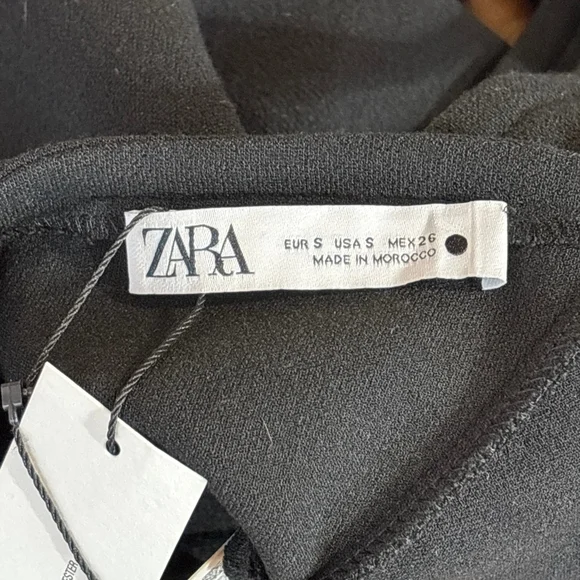 ZARA
EUR S USA S MEX 26
MADE IN MOROCCO